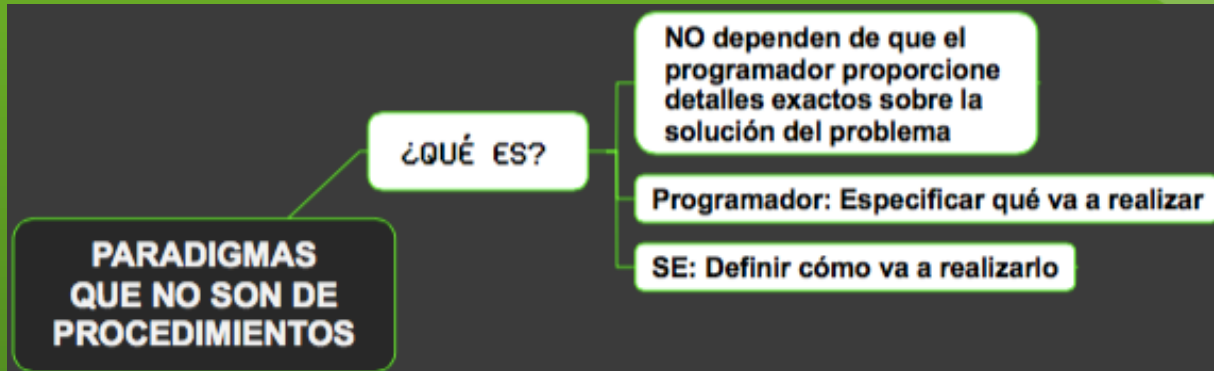 NO dependen de que el
programador proporcione
detalles exactos sobre la
solución del problema
¿QUÉ ES?
Programador: Especificar qué va a realizar
SE: Definir cómo va a realizarlo
PARADIGMAS
QUE NO SON DE
PROCEDIMIENTOS